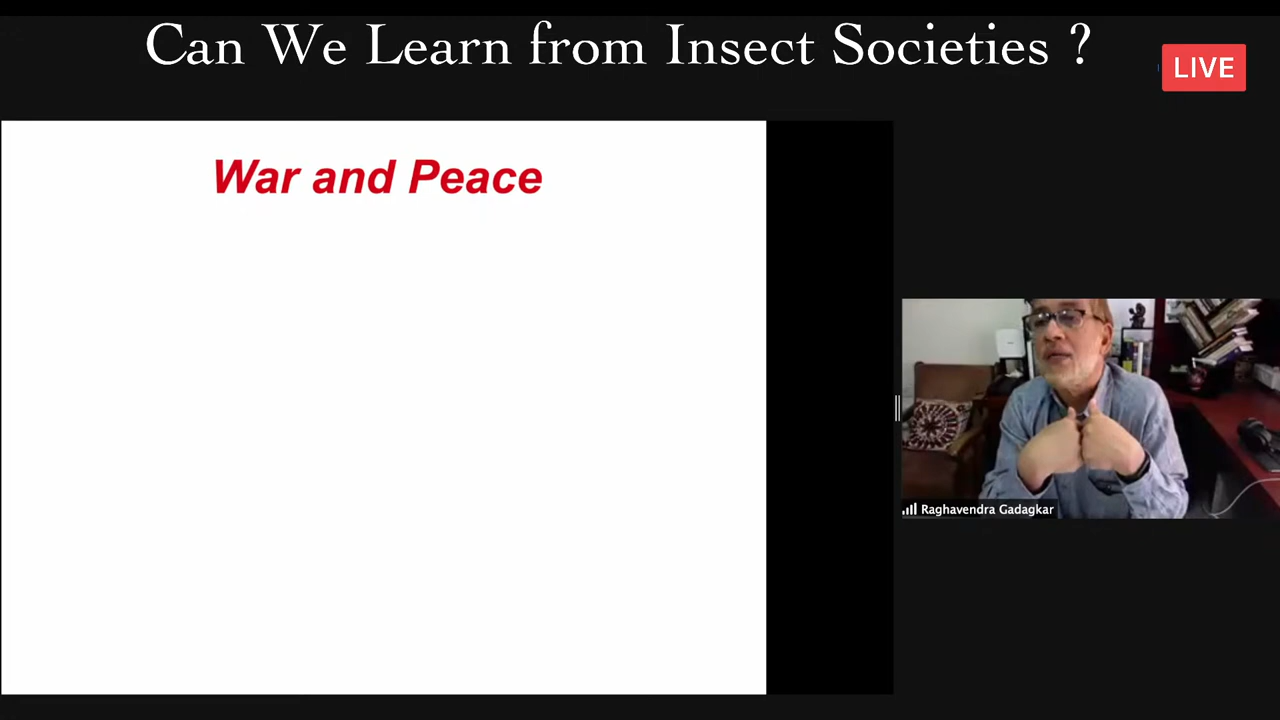 Can We Learn from Insect Societies ?
LIVE
War and Peace
Raghavendra Gadagkar